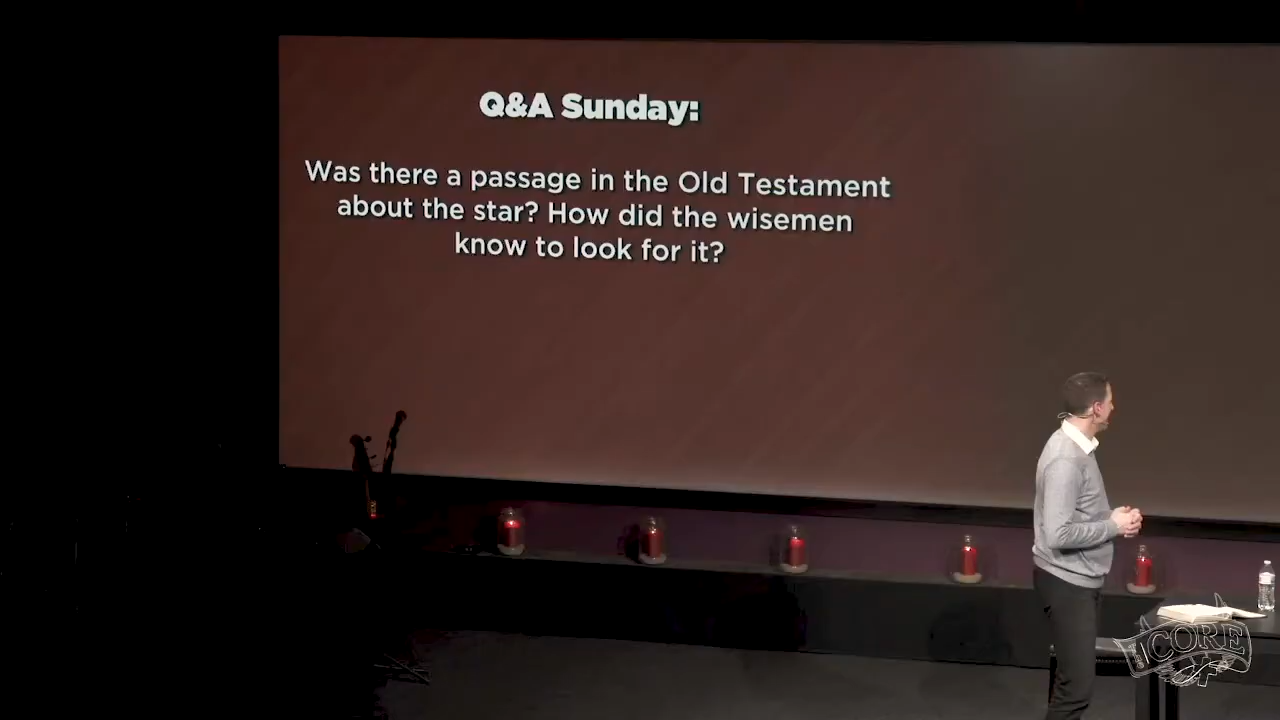 Q&A Sunday:
Was there a passage in the Old Testament
about the star? How did the wisemen
know to look for it?
CORE